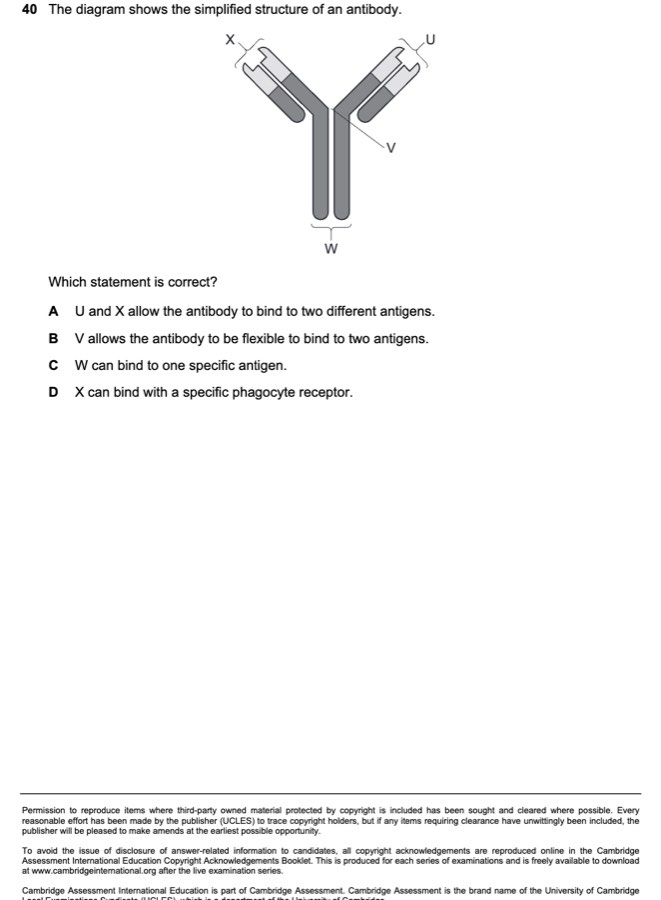 40 The diagram shows the simplified structure of an antibody.
X
U
V
W
Which statement is correct?
A U and X allow the antibody to bind to two different antigens.
B V allows the antibody to be flexible to bind to two antigens.
C W can bind to one specific antigen.
D X can bind with a specific phagocyte receptor.
Permission to reproduce items where third-party owned material protected by copyright is included has been sought and cleared where possible. Every
reasonable effort has been made by the publisher (UCLES) to trace copyright holders, but if any items requiring clearance have unwittingly been included, the
publisher will be pleased to make amends at the earliest possible opportunity.
To avoid the issue of disclosure of answer-related information to candidates, all copyright acknowledgements are reproduced online in the Cambridge
Assessment International Education Copyright Acknowledgements Booklet. This is produced for each series of examinations and is freely available to download
at www.cambridgeinternational.org after the live examination series.
Cambridge Assessment International Education is part of Cambridge Assessment. Cambridge Assessment is the brand name of the University of Cambridge